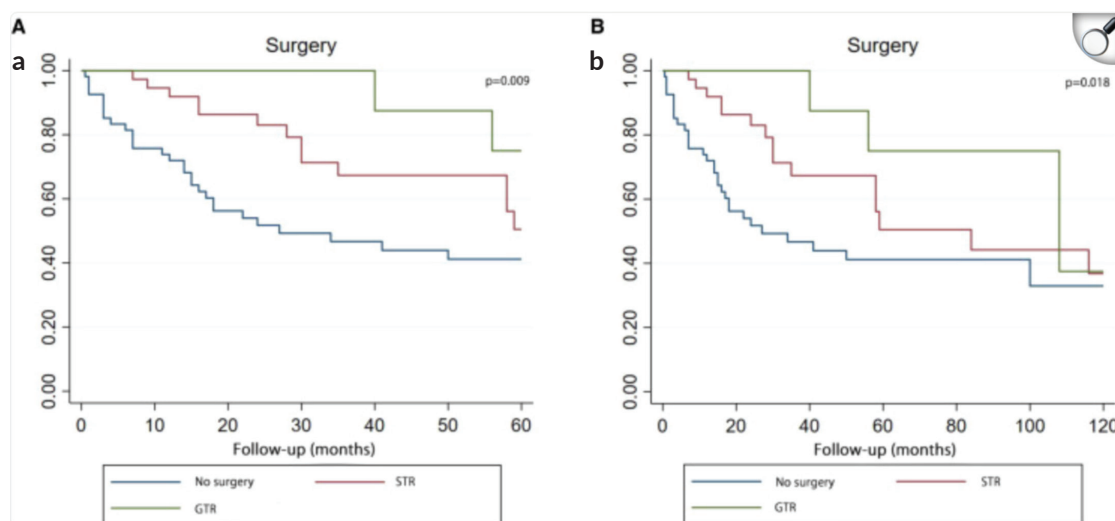 A
B
Surgery
Surgery
a
b
p=0.009
p=0.018
1.00
0.80
0.60
0.40
0.20
0.00
0 10 20 30 40 50 60
Follow-up (months)
No surgery STR
GTR
1.00
0.80
0.60
0.40
0.20
0.00
0 20 40 60 80 100 120
Follow-up (months)
No surgery STR
GTR